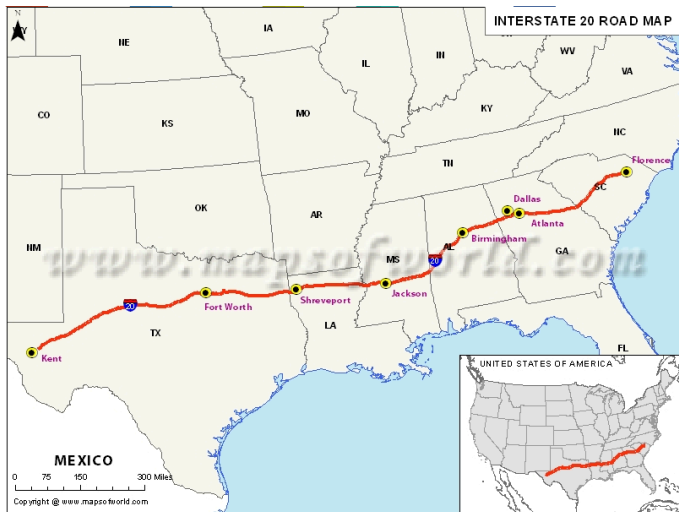 INTERSTATE 20 ROAD MAP
N
IA
NE
WV
IL
IN
VA
CO
MO
KY
KS
NC
TN
Florence
SC
Dallas
OK
AR
Atlanta
Birmingham
NM
AL
GA
MS
20
www.mapsofworld.com
Jackson
Shreveport
Fort Worth
20
LA
TX
FL
Kent
UNITED STATES OF AMERICA
MEXICO
0 75 150 300 Miles
Copyright @ www.mapsofworld.com